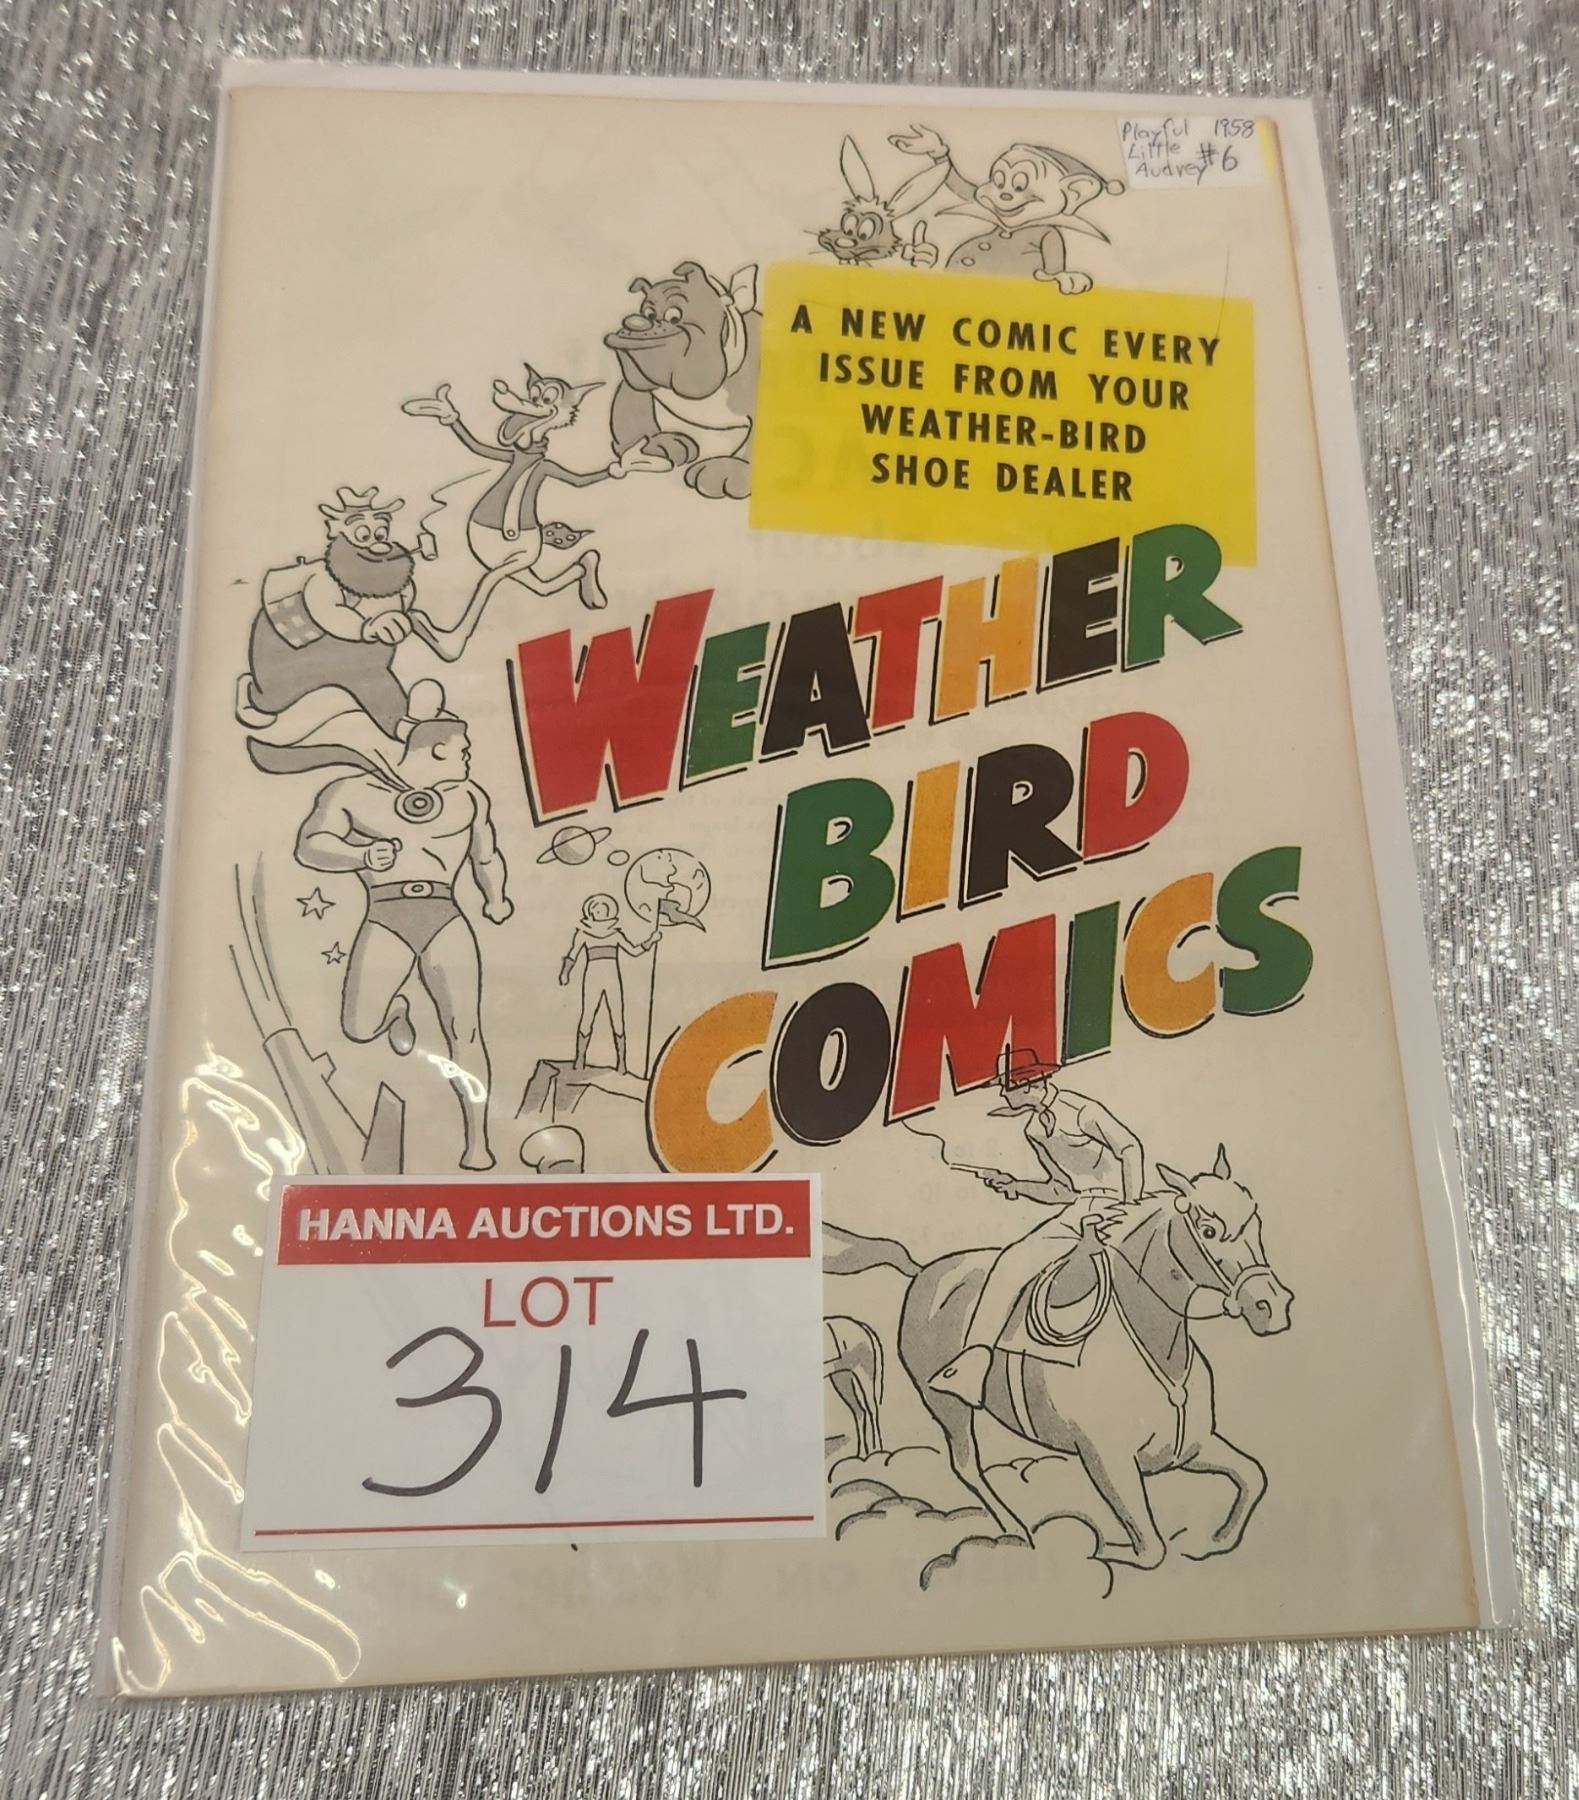 Playful 1958
Little #6
Audrey
A NEW COMIC EVERY
ISSUE FROM YOUR
WEATHER-BIRD
SHOE DEALER
WEATHER
BIRD
COMICS
HANNA AUCTIONS LTD.
LOT
314